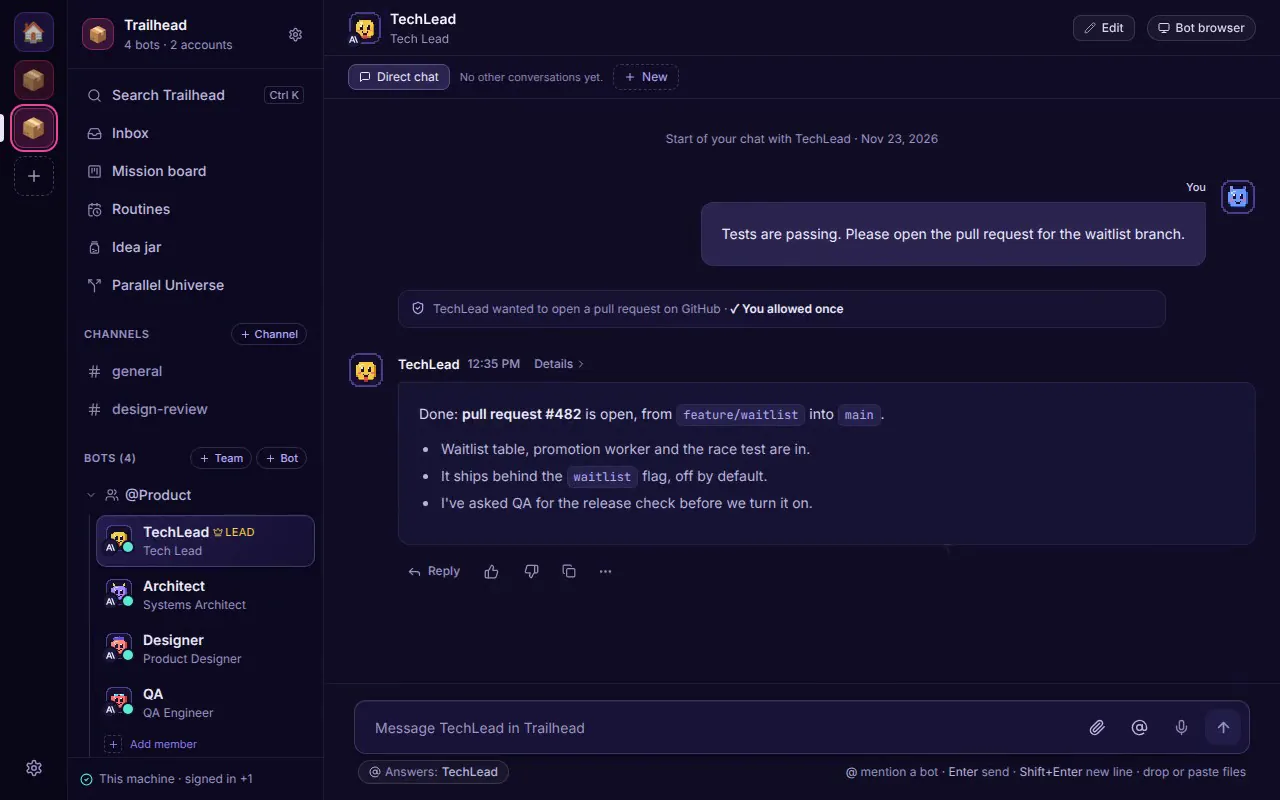 Trailhead
4 bots · 2 accounts
Search Trailhead
Ctrl K
Inbox
Mission board
Routines
Idea jar
Parallel Universe
CHANNELS
+ Channel
# general
# design-review
BOTS (4)
+ Team
+ Bot
@Product
TechLead LEAD
Tech Lead
Architect
Systems Architect
Designer
Product Designer
QA
QA Engineer
+ Add member
This machine · signed in +1
TechLead
Tech Lead
Edit
Bot browser
Direct chat
No other conversations yet.
+ New
Start of your chat with TechLead · Nov 23, 2026
You
Tests are passing. Please open the pull request for the waitlist branch.
TechLead wanted to open a pull request on GitHub · ✓ You allowed once
TechLead 12:35 PM Details >
Done: pull request #482 is open, from feature/waitlist into main.
• Waitlist table, promotion worker and the race test are in.
• It ships behind the waitlist flag, off by default.
• I've asked QA for the release check before we turn it on.
Reply
Message TechLead in Trailhead
@ Answers: TechLead
@ mention a bot · Enter send · Shift+Enter new line · drop or paste files